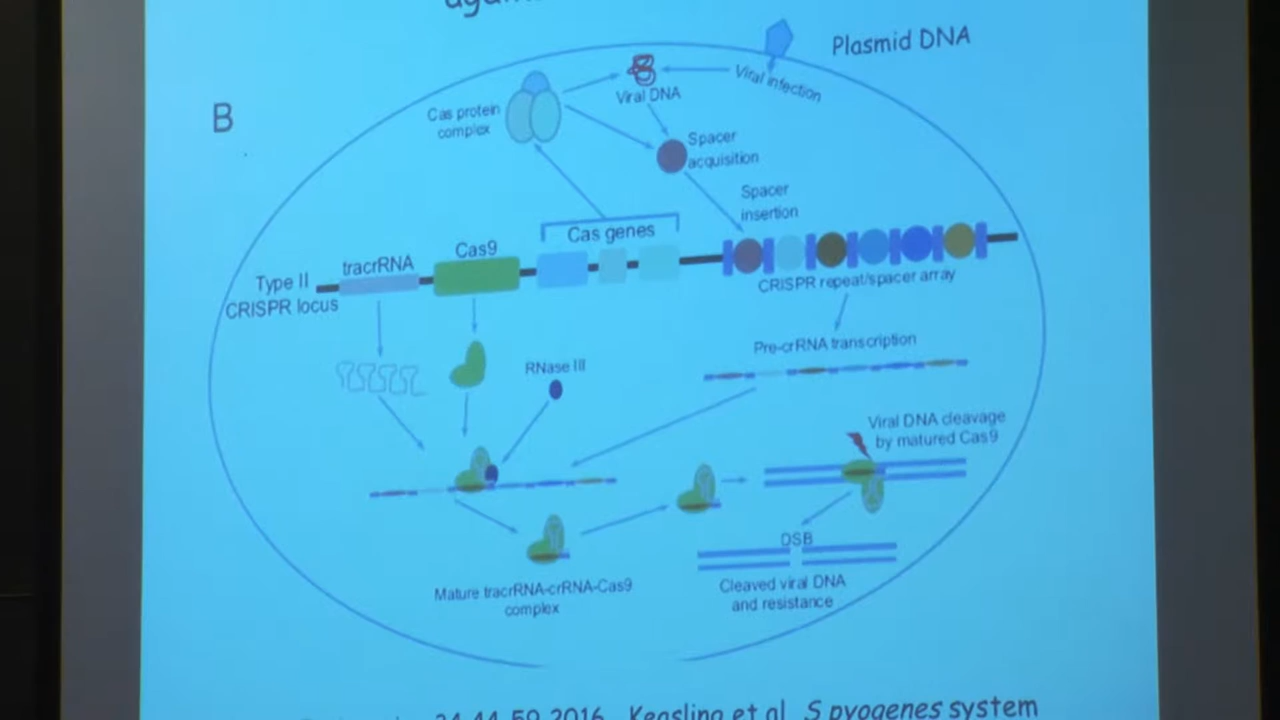 Plasmid DNA
B
Cas protein
complex
Viral DNA
Viral infection
Spacer
acquisition
Spacer
insertion
Cas genes
Cas9
tracrRNA
Type II
CRISPR locus
CRISPR repeat/spacer array
Pre-crRNA transcription
RNase III
Viral DNA cleavage
by matured Cas9
DSB
Mature tracrRNA-crRNA-Cas9
complex
Cleaved viral DNA
and resistance
34:44-59 2016 Keasling et al S pyogenes system